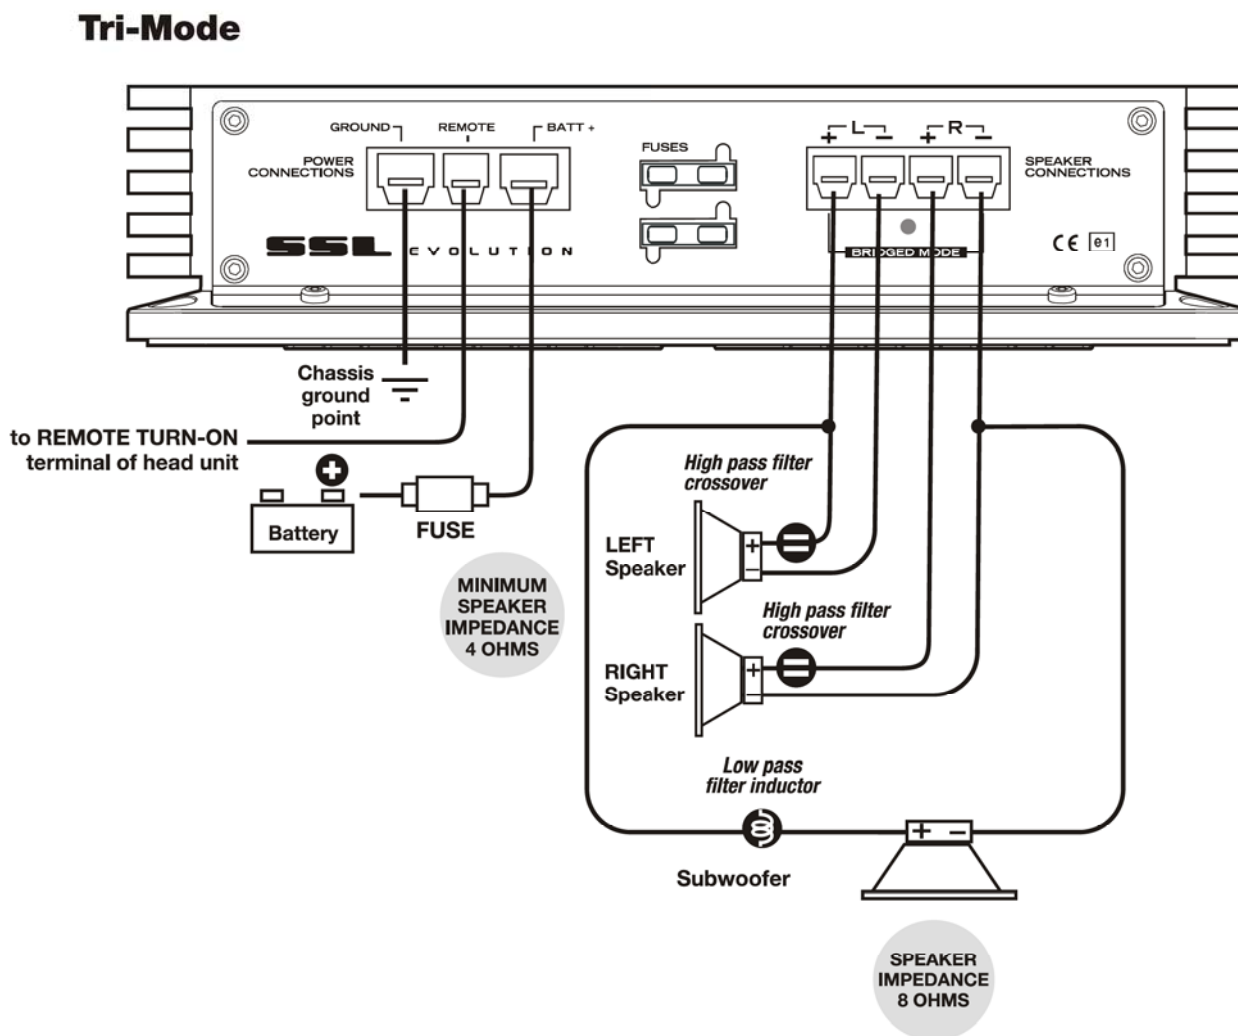 Tri-Mode
GROUND
REMOTE
BATT +
POWER
CONNECTIONS
FUSES
+ L −
+ R −
SPEAKER
CONNECTIONS
SSL EVOLUTION
BRIDGED MODE
CE e1
Chassis
ground
point
to REMOTE TURN-ON
terminal of head unit
+
Battery
FUSE
MINIMUM
SPEAKER
IMPEDANCE
4 OHMS
High pass filter
crossover
LEFT
Speaker
+
−
High pass filter
crossover
RIGHT
Speaker
+
−
Low pass
filter inductor
Subwoofer
+ −
SPEAKER
IMPEDANCE
8 OHMS